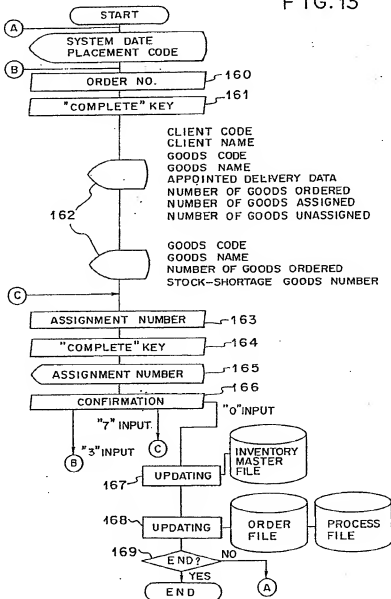 FIG.13
START
A
SYSTEM DATE
PLACEMENT CODE
B
ORDER NO.
160
"COMPLETE" KEY
161
CLIENT CODE
CLIENT NAME
GOODS CODE
GOODS NAME
APPOINTED DELIVERY DATA
NUMBER OF GOODS ORDERED
NUMBER OF GOODS ASSIGNED
NUMBER OF GOODS UNASSIGNED
162
GOODS CODE
GOODS NAME
NUMBER OF GOODS ORDERED
STOCK-SHORTAGE GOODS NUMBER
C
ASSIGNMENT NUMBER
163
"COMPLETE" KEY
164
ASSIGNMENT NUMBER
165
CONFIRMATION
166
"0" INPUT
"7" INPUT
"3" INPUT
B
C
167
UPDATING
INVENTORY
MASTER
FILE
168
UPDATING
ORDER
FILE
PROCESS
FILE
169
END?
NO
YES
A
END